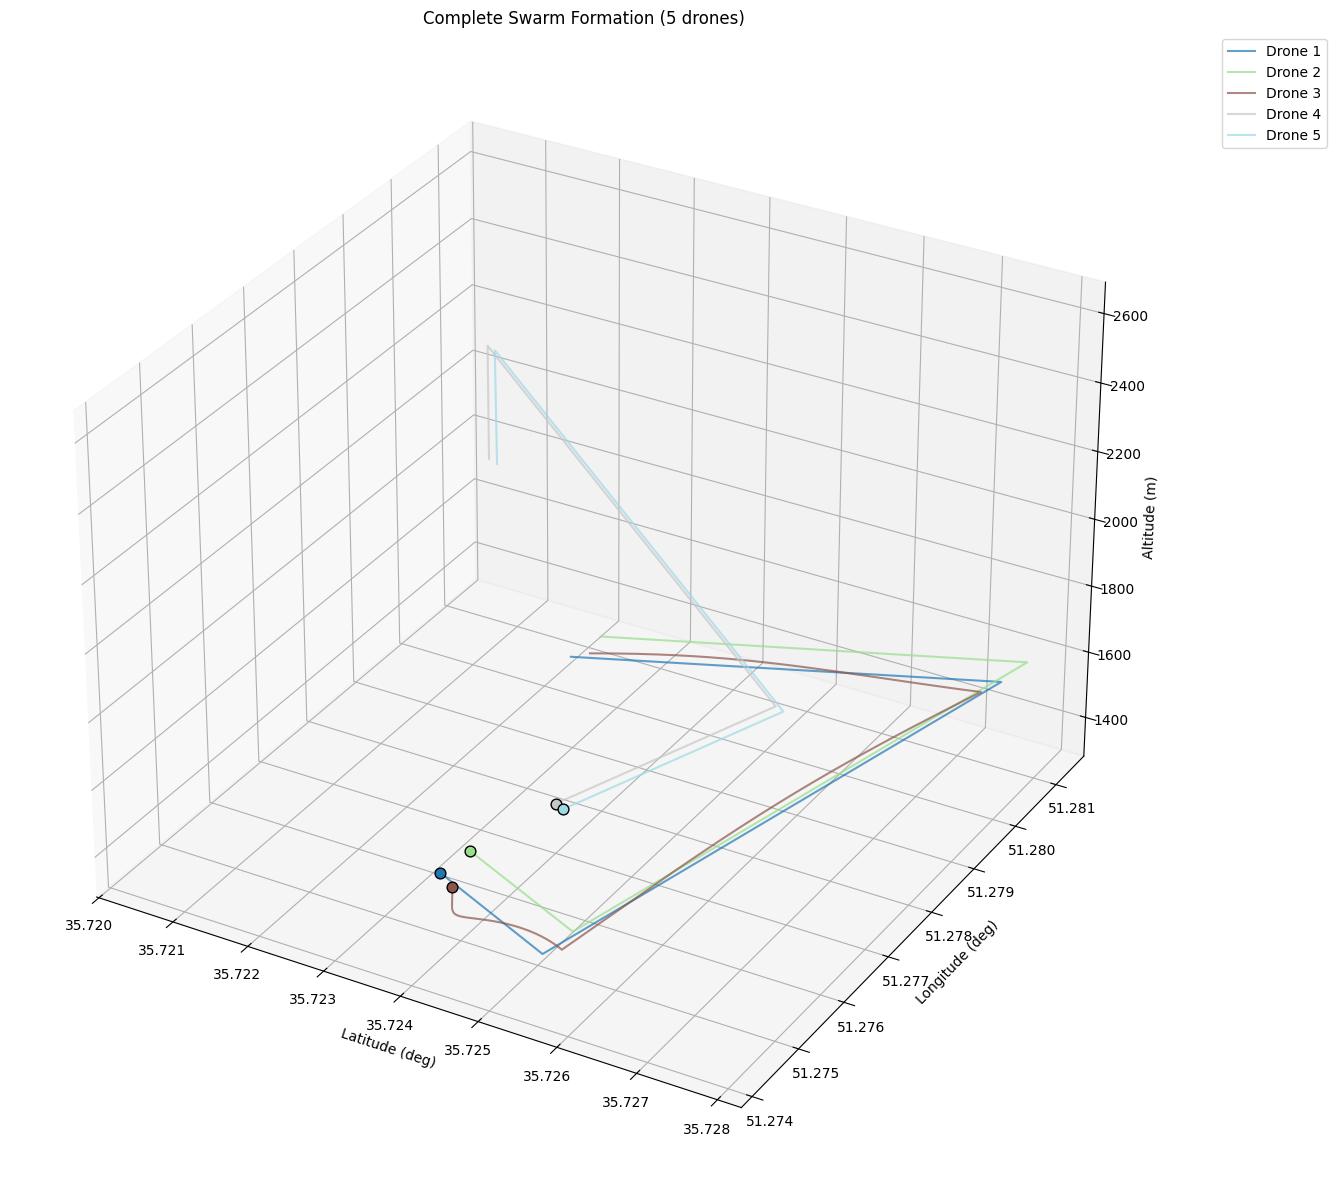 Complete Swarm Formation (5 drones)
Drone 1
Drone 2
Drone 3
Drone 4
Drone 5
2600
2400
2200
2000
1800
1600
1400
Altitude (m)
35.720
35.721
35.722
35.723
35.724
35.725
35.726
35.727
35.728
Latitude (deg)
51.281
51.280
51.279
51.278
51.277
51.276
51.275
51.274
Longitude (deg)